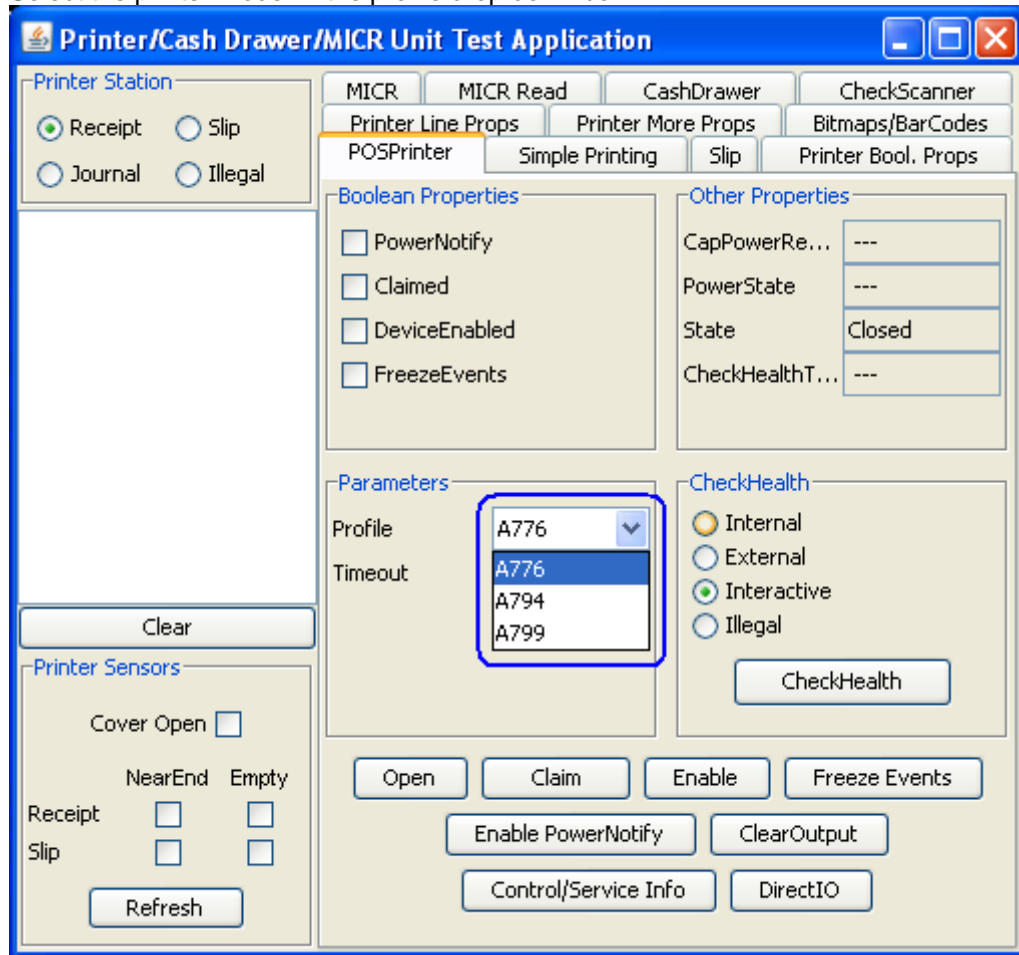 Printer/Cash Drawer/MICR Unit Test Application
Printer Station
Receipt Slip
Journal Illegal
MICR MICR Read CashDrawer CheckScanner
Printer Line Props Printer More Props Bitmaps/BarCodes
POSPrinter Simple Printing Slip Printer Bool. Props
Boolean Properties
PowerNotify
Claimed
DeviceEnabled
FreezeEvents
Other Properties
CapPowerRe... ---
PowerState ---
State Closed
CheckHealthT... ---
Parameters
Profile A776
A776
A794
A799
Timeout
CheckHealth
Internal
External
Interactive
Illegal
CheckHealth
Clear
Printer Sensors
Cover Open
NearEnd Empty
Receipt
Slip
Refresh
Open Claim Enable Freeze Events
Enable PowerNotify ClearOutput
Control/Service Info DirectIO